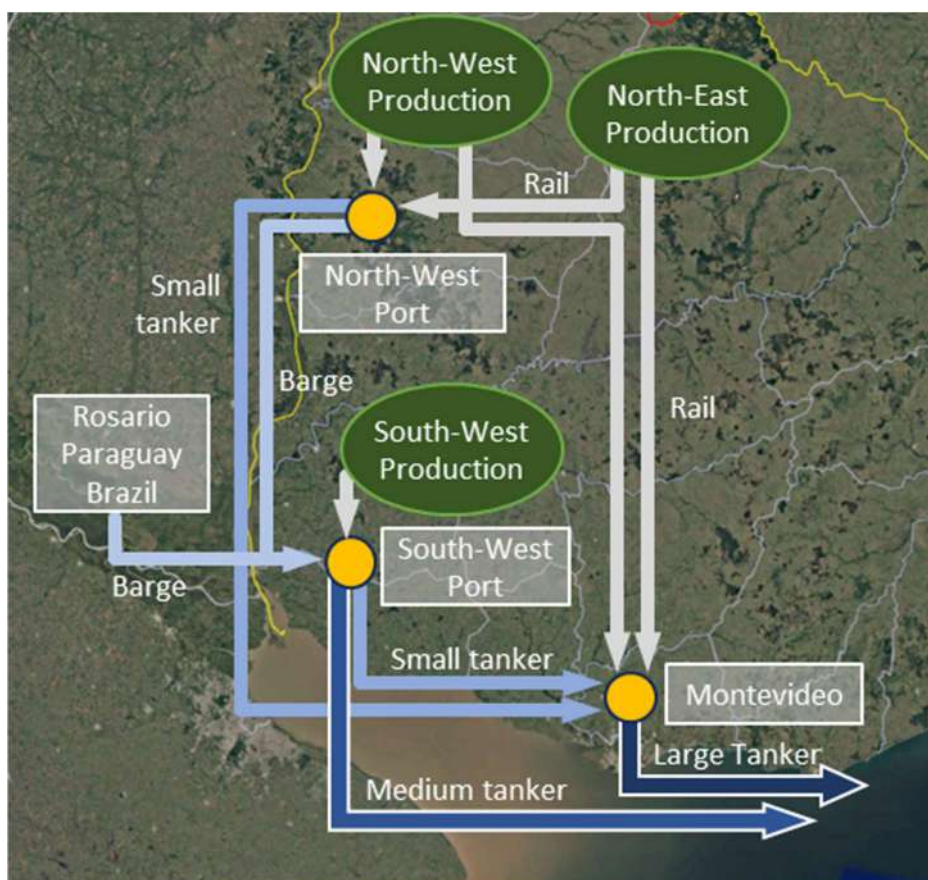 North-West
Production
North-East
Production
Rail
North-West
Port
Small
tanker
Barge
Rosario
Paraguay
Brazil
South-West
Production
Rail
South-West
Port
Barge
Small tanker
Montevideo
Large Tanker
Medium tanker